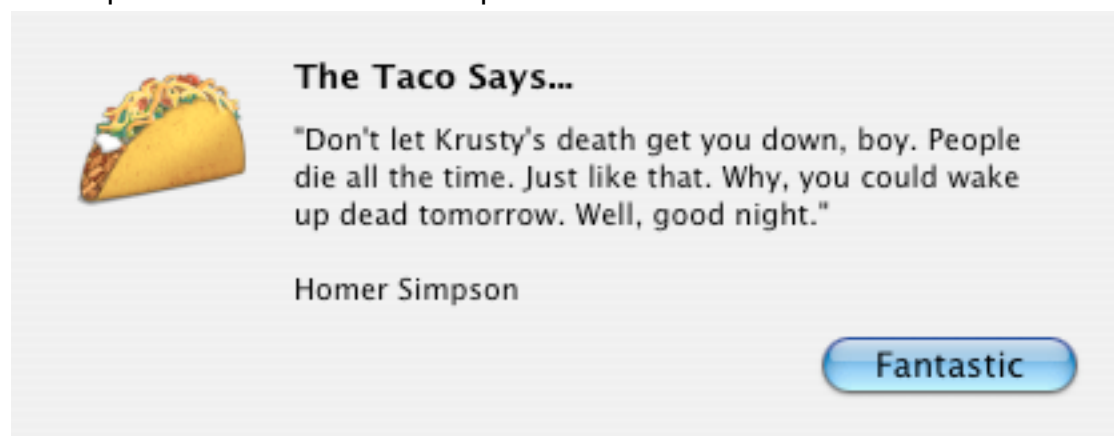 The Taco Says...
"Don't let Krusty's death get you down, boy. People
die all the time. Just like that. Why, you could wake
up dead tomorrow. Well, good night."
Homer Simpson
Fantastic